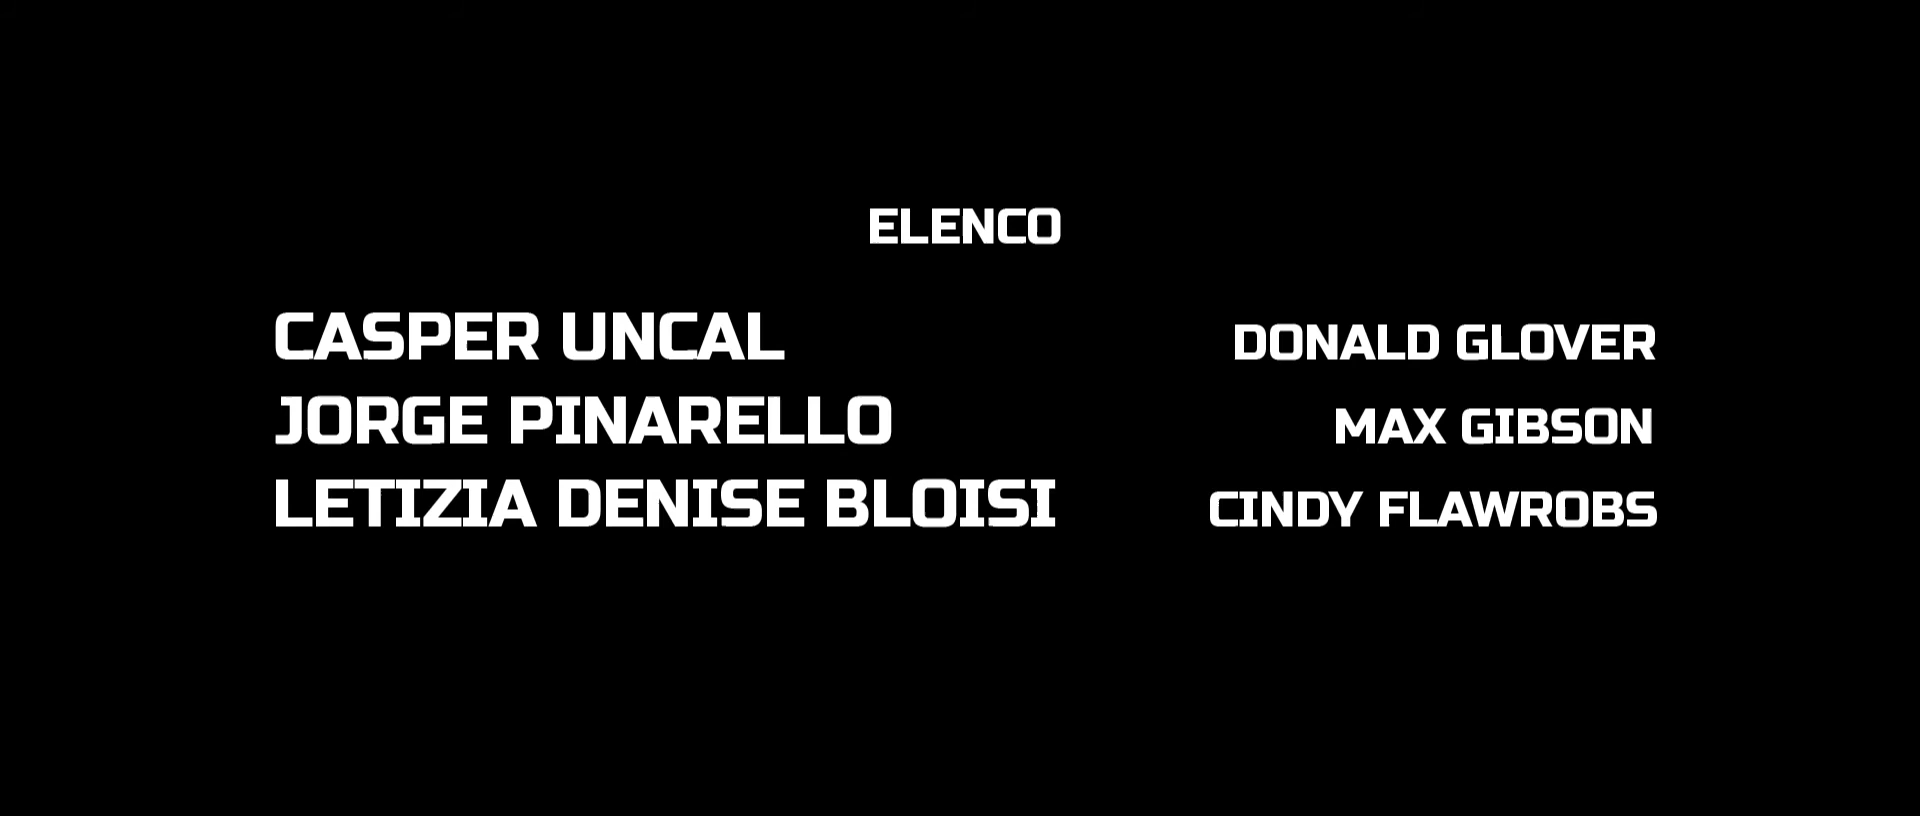 ELENCO
CASPER UNCAL DONALD GLOVER
JORGE PINARELLO MAX GIBSON
LETIZIA DENISE BLOISI CINDY FLAWROBS